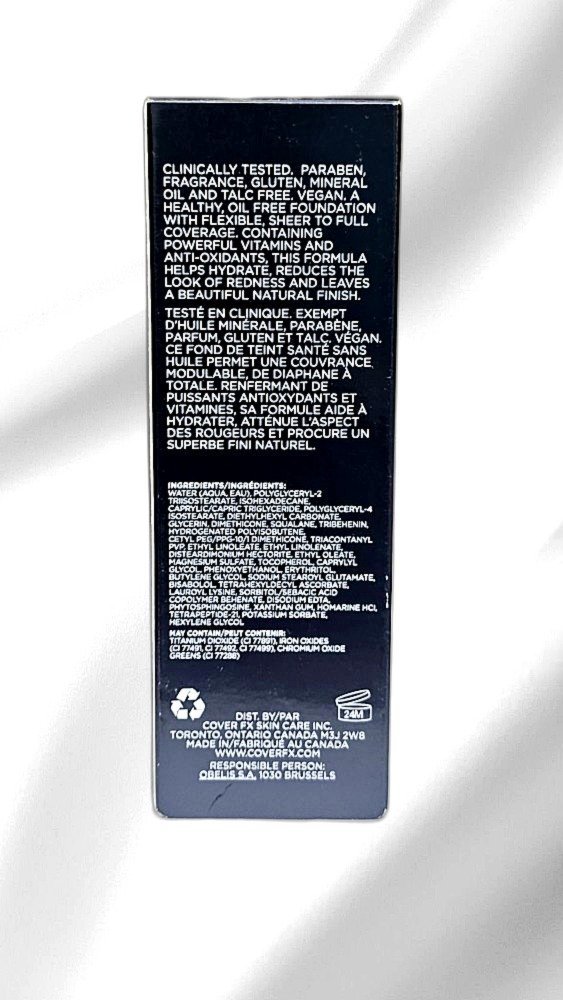 CLINICALLY TESTED. PARABEN,
FRAGRANCE, GLUTEN, MINERAL
OIL AND TALC FREE. VEGAN. A
HEALTHY, OIL FREE FOUNDATION
WITH FLEXIBLE, SHEER TO FULL
COVERAGE. CONTAINING
POWERFUL VITAMINS AND
ANTI-OXIDANTS, THIS FORMULA
HELPS HYDRATE, REDUCES THE
LOOK OF REDNESS AND LEAVES
A BEAUTIFUL NATURAL FINISH.
TESTÉ EN CLINIQUE. EXEMPT
D'HUILE MINÉRALE, PARABÈNE,
PARFUM, GLUTEN ET TALC. VÉGAN.
CE FOND DE TEINT SANTÉ SANS
HUILE PERMET UNE COUVRANCE
MODULABLE, DE DIAPHANE À
TOTALE. RENFERMANT DE
PUISSANTS ANTIOXYDANTS ET
VITAMINES, SA FORMULE AIDE À
HYDRATER, ATTÉNUE L'ASPECT
DES ROUGEURS ET PROCURE UN
SUPERBE FINI NATUREL.
INGREDIENTS/INGRÉDIENTS:
WATER (AQUA, EAU), POLYGLYCERYL-2
TRIISOSTEARATE, ISOHEXADECANE,
CAPRYLIC/CAPRIC TRIGLYCERIDE, POLYGLYCERYL-4
ISOSTEARATE, DIETHYLHEXYL CARBONATE,
GLYCERIN, DIMETHICONE, SQUALANE, TRIBEHENIN,
HYDROGENATED POLYISOBUTENE,
CETYL PEG/PPG-10/1 DIMETHICONE, TRIACONTANYL
PVP, ETHYL LINOLEATE, ETHYL LINOLENATE,
DISTEARDIMONIUM HECTORITE, ETHYL OLEATE,
MAGNESIUM SULFATE, TOCOPHEROL, CAPRYLYL
GLYCOL, PHENOXYETHANOL, ERYTHRITOL,
BUTYLENE GLYCOL, SODIUM STEAROYL GLUTAMATE,
BISABOLOL, TETRAHEXYLDECYL ASCORBATE,
LAUROYL LYSINE, SORBITOL/SEBACIC ACID
COPOLYMER BEHENATE, DISODIUM EDTA,
PHYTOSPHINGOSINE, XANTHAN GUM, HOMARINE HCl,
TETRAPEPTIDE-21, POTASSIUM SORBATE,
HEXYLENE GLYCOL
MAY CONTAIN/PEUT CONTENIR:
TITANIUM DIOXIDE (CI 77891), IRON OXIDES
(CI 77491, CI 77492, CI 77499), CHROMIUM OXIDE
GREENS (CI 77288)
24M
DIST. BY/PAR
COVER FX SKIN CARE INC.
TORONTO, ONTARIO CANADA M3J 2W8
MADE IN/FABRIQUÉ AU CANADA
WWW.COVERFX.COM
RESPONSIBLE PERSON:
OBELIS S.A. 1030 BRUSSELS